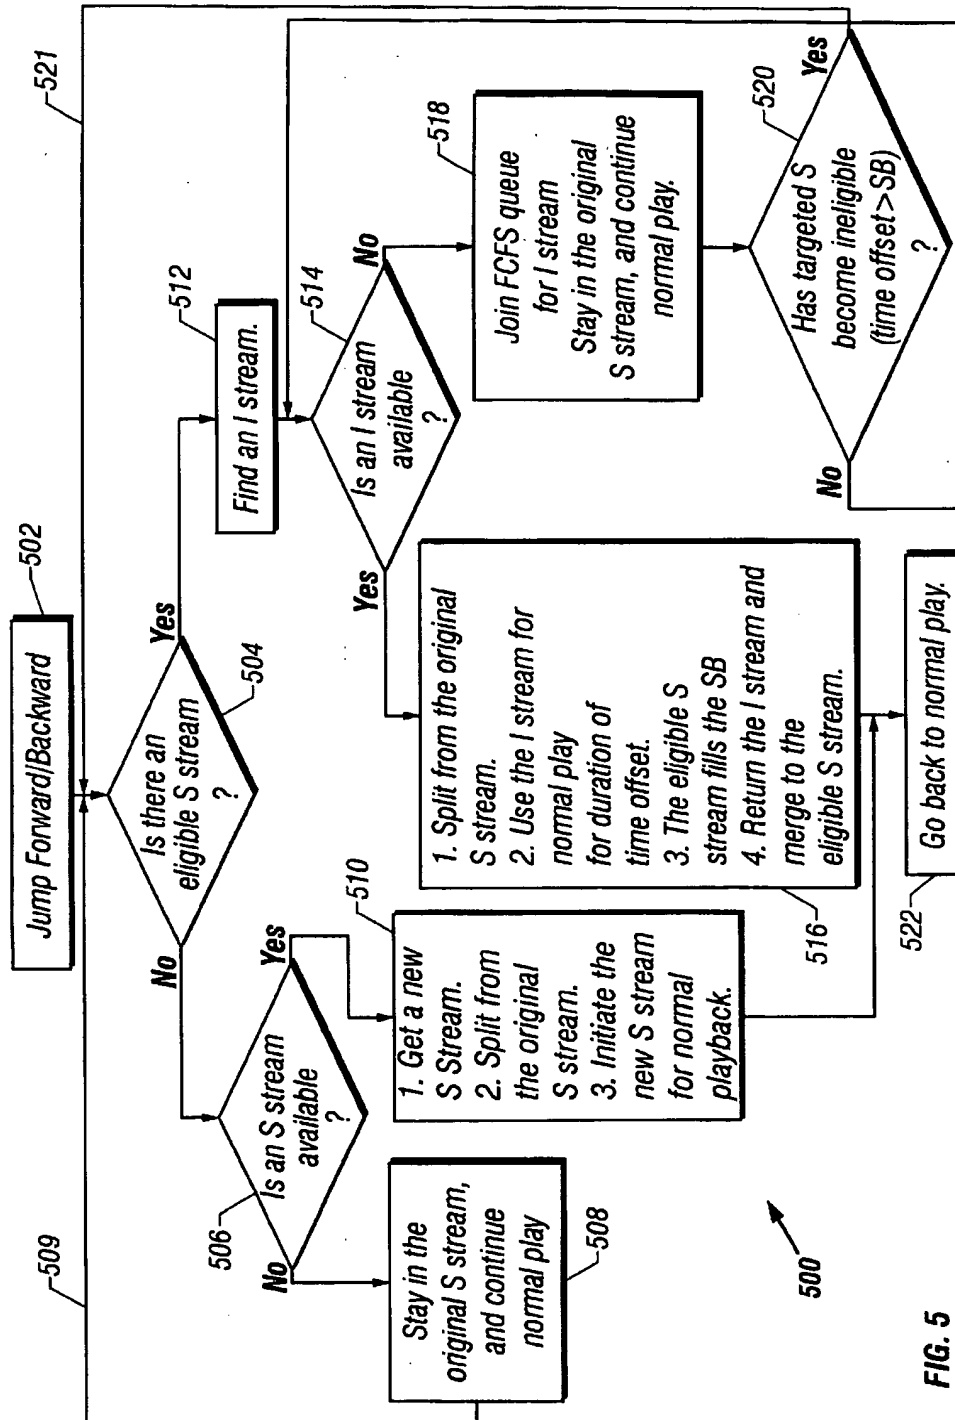 Jump Forward/Backward
502
Is there an
eligible S stream
?
504
Yes
No
509
521
Is an S stream
available
?
506
Yes
No
Stay in the
original S stream,
and continue
normal play
508
1. Get a new
S Stream.
2. Split from
the original
S stream.
3. Initiate the
new S stream
for normal
playback.
510
Find an I stream.
512
Is an I stream
available
?
514
Yes
No
1. Split from the original
S stream.
2. Use the I stream for
normal play
for duration of
time offset.
3. The eligible S
stream fills the SB
4. Return the I stream and
merge to the
eligible S stream.
516
Join FCFS queue
for I stream
Stay in the original
S stream, and continue
normal play.
518
Has targeted S
become ineligible
(time offset>SB)
?
520
Yes
No
Go back to normal play.
522
500
FIG. 5